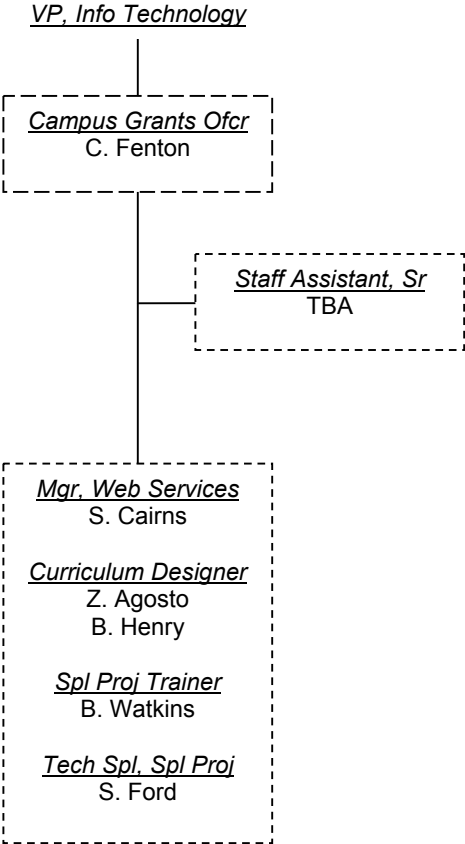 VP, Info Technology
Campus Grants Ofcr
C. Fenton
Staff Assistant, Sr
TBA
Mgr, Web Services
S. Cairns
Curriculum Designer
Z. Agosto
B. Henry
Spl Proj Trainer
B. Watkins
Tech Spl, Spl Proj
S. Ford